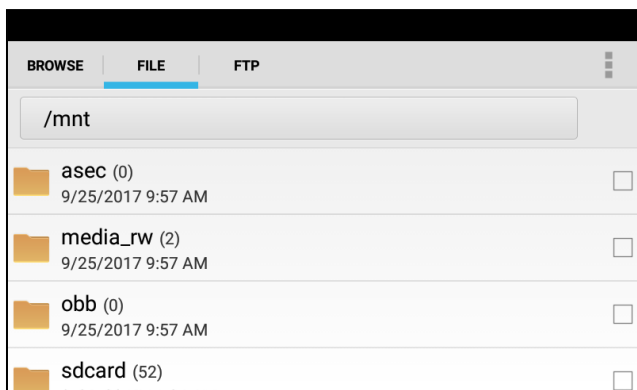 BROWSE FILE FTP
/mnt
asec (0)
9/25/2017 9:57 AM
media_rw (2)
9/25/2017 9:57 AM
obb (0)
9/25/2017 9:57 AM
sdcard (52)